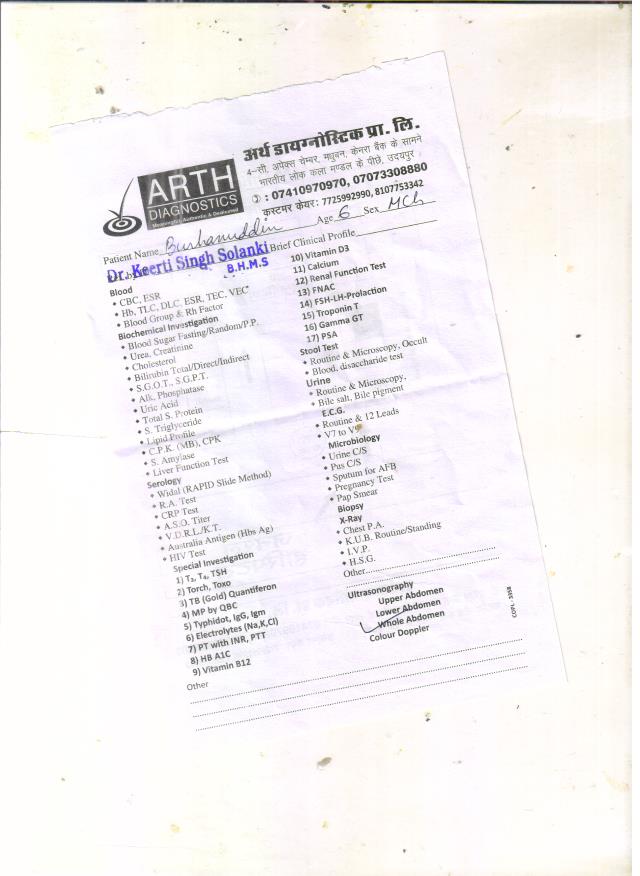 अर्थ डायग्नोस्टिक प्रा. लि.
4–सी, अपेक्स चेम्बर, मधुवन, केनरा बैंक के सामने
भारतीय लोक कला मण्डल के पीछे, उदयपुर
: 07410970970, 07073308880
कस्टमर केयर: 7725992990, 8107753342
ARTH
DIAGNOSTICS
Meaningful Authentic & Dedicated
Patient Name Burhanuddin Age 6 Sex MCh
Dr. Keerti Singh Solanki
B.H.M.S
Brief Clinical Profile
Blood
• CBC, ESR
• Hb, TLC, DLC, ESR, TEC, VEC
• Blood Group & Rh Factor
Biochemical Investigation
• Blood Sugar Fasting/Random/P.P.
• Urea, Creatinine
• Cholesterol
• Bilirubin Total/Direct/Indirect
• S.G.O.T., S.G.P.T.
• Alk. Phosphatase
• Uric Acid
• Total S. Protein
• S. Triglyceride
• Lipid Profile
• C.P.K. (MB), CPK
• S. Amylase
• Liver Function Test
Serology
• Widal (RAPID Slide Method)
• R.A. Test
• CRP Test
• A.S.O. Titer
• V.D.R.L./K.T.
• Australia Antigen (Hbs Ag)
• HIV Test
Special Investigation
1) T₃, T₄, TSH
2) Torch, Toxo
3) TB (Gold) Quantiferon
4) MP by QBC
5) Typhidot, IgG, Igm
6) Electrolytes (Na,K,Cl)
7) PT with INR, PTT
8) HB A1C
9) Vitamin B12
10) Vitamin D3
11) Calcium
12) Renal Function Test
13) FNAC
14) FSH-LH-Prolaction
15) Troponin T
16) Gamma GT
17) PSA
Stool Test
• Routine & Microscopy, Occult
• Blood, disaccharide test
Urine
• Routine & Microscopy,
• Bile salt, Bile pigment
E.C.G.
• Routine & 12 Leads
• V7 to V9
Microbiology
• Urine C/S
• Pus C/S
• Sputum for AFB
• Pregnancy Test
• Pap Smear
Biopsy
X-Ray
• Chest P.A.
• K.U.B. Routine/Standing
• I.V.P.
• H.S.G.
Other
Ultrasonography
Upper Abdomen
Lower Abdomen
Whole Abdomen
Colour Doppler
Other